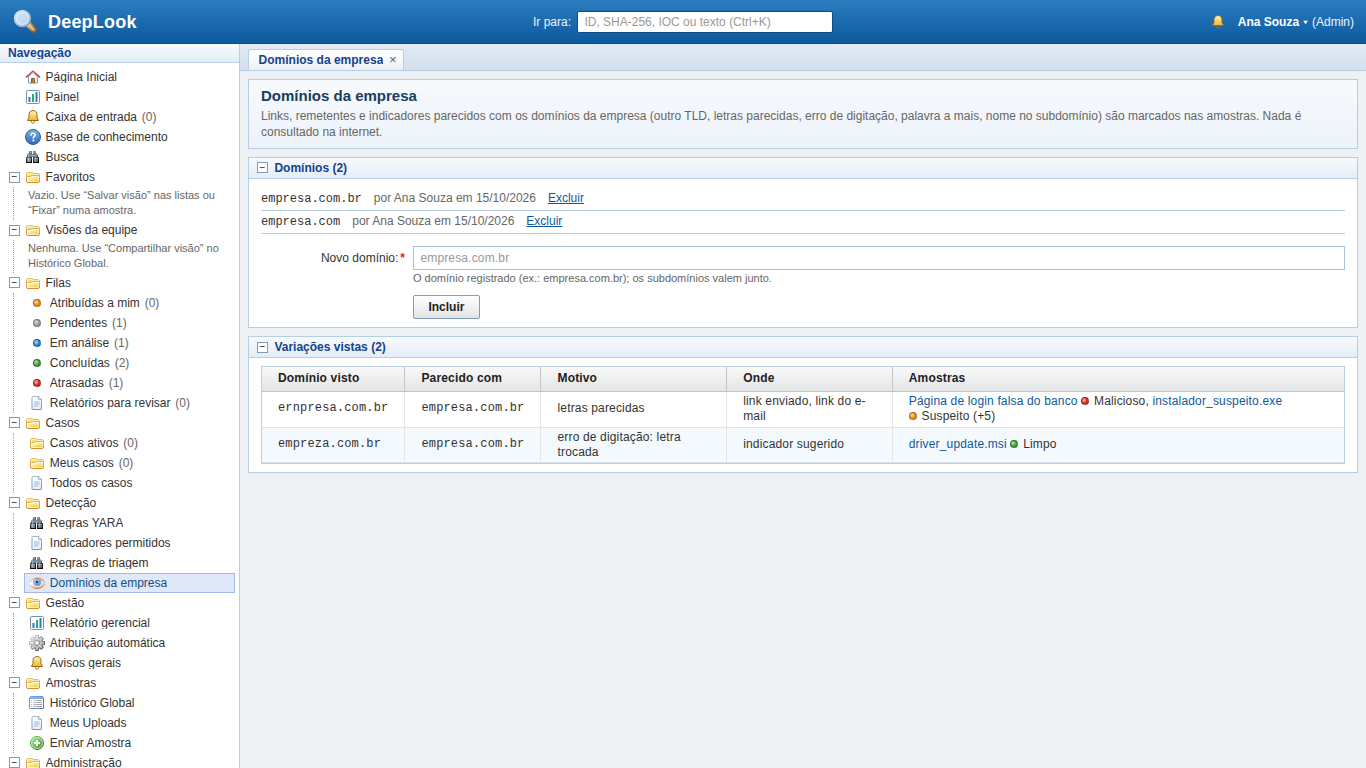 DeepLook
Ir para: ID, SHA-256, IOC ou texto (Ctrl+K)
Ana Souza (Admin)
Navegação
Página Inicial
Painel
Caixa de entrada (0)
Base de conhecimento
Busca
Favoritos
Vazio. Use “Salvar visão” nas listas ou
“Fixar” numa amostra.
Visões da equipe
Nenhuma. Use “Compartilhar visão” no
Histórico Global.
Filas
Atribuídas a mim (0)
Pendentes (1)
Em análise (1)
Concluídas (2)
Atrasadas (1)
Relatórios para revisar (0)
Casos
Casos ativos (0)
Meus casos (0)
Todos os casos
Detecção
Regras YARA
Indicadores permitidos
Regras de triagem
Domínios da empresa
Gestão
Relatório gerencial
Atribuição automática
Avisos gerais
Amostras
Histórico Global
Meus Uploads
Enviar Amostra
Administração
Domínios da empresa ×
Domínios da empresa
Links, remetentes e indicadores parecidos com os domínios da empresa (outro TLD, letras parecidas, erro de digitação, palavra a mais, nome no subdomínio) são marcados nas amostras. Nada é
consultado na internet.
Domínios (2)
empresa.com.br por Ana Souza em 15/10/2026 Excluir
empresa.com por Ana Souza em 15/10/2026 Excluir
Novo domínio:* empresa.com.br
O domínio registrado (ex.: empresa.com.br); os subdomínios valem junto.
Incluir
Variações vistas (2)
Domínio visto Parecido com Motivo Onde Amostras
ernpresa.com.br empresa.com.br letras parecidas link enviado, link do e-
mail Página de login falsa do banco Malicioso, instalador_suspeito.exe
Suspeito (+5)
empreza.com.br empresa.com.br erro de digitação: letra
trocada indicador sugerido driver_update.msi Limpo